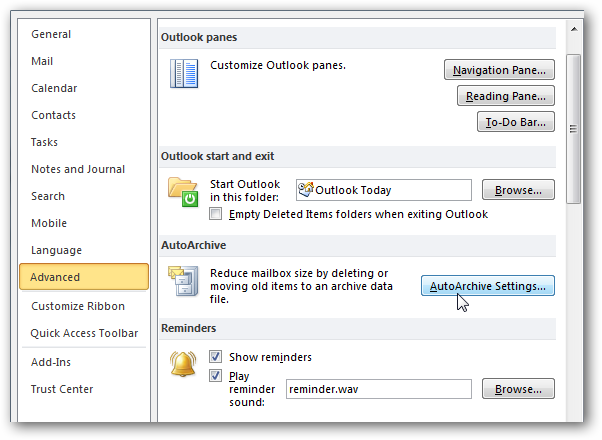 General
Mail
Calendar
Contacts
Tasks
Notes and Journal
Search
Mobile
Language
Advanced
Customize Ribbon
Quick Access Toolbar
Add-Ins
Trust Center
Outlook panes
Customize Outlook panes.
Navigation Pane...
Reading Pane...
To-Do Bar...
Outlook start and exit
Start Outlook
in this folder:
Outlook Today
Browse...
Empty Deleted Items folders when exiting Outlook
AutoArchive
Reduce mailbox size by deleting or
moving old items to an archive data
file.
AutoArchive Settings...
Reminders
Show reminders
Play
reminder
sound:
reminder.wav
Browse...